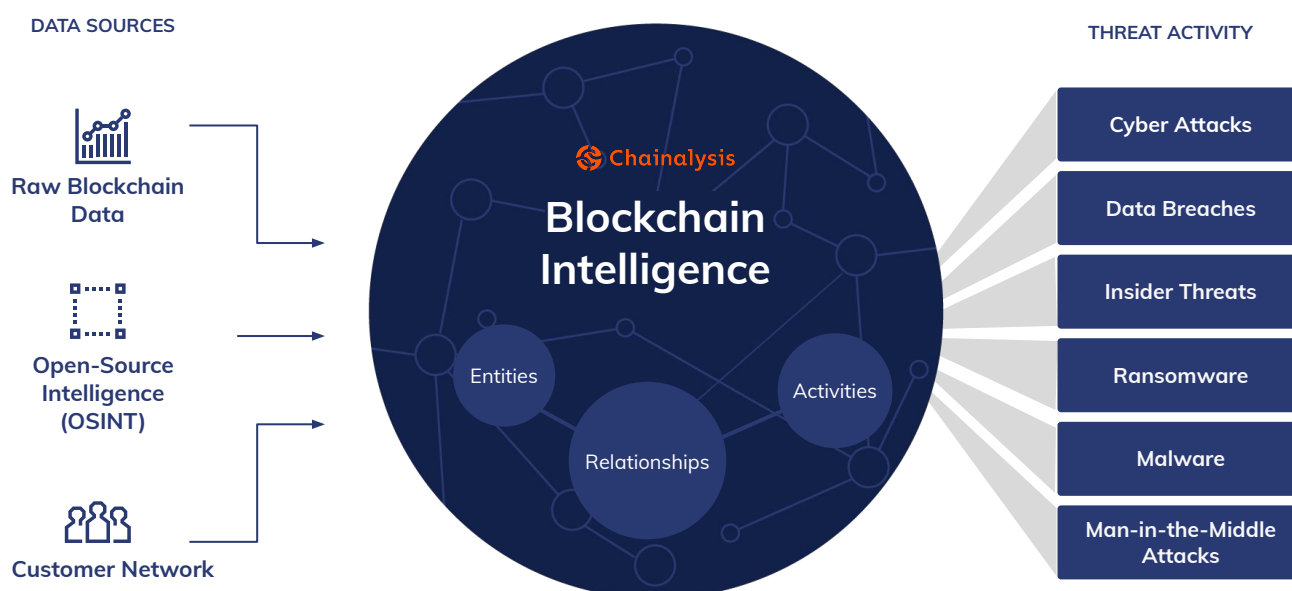 DATA SOURCES
Raw Blockchain
Data
Open-Source
Intelligence
(OSINT)
Customer Network
Chainalysis
Blockchain
Intelligence
Entities
Relationships
Activities
THREAT ACTIVITY
Cyber Attacks
Data Breaches
Insider Threats
Ransomware
Malware
Man-in-the-Middle
Attacks